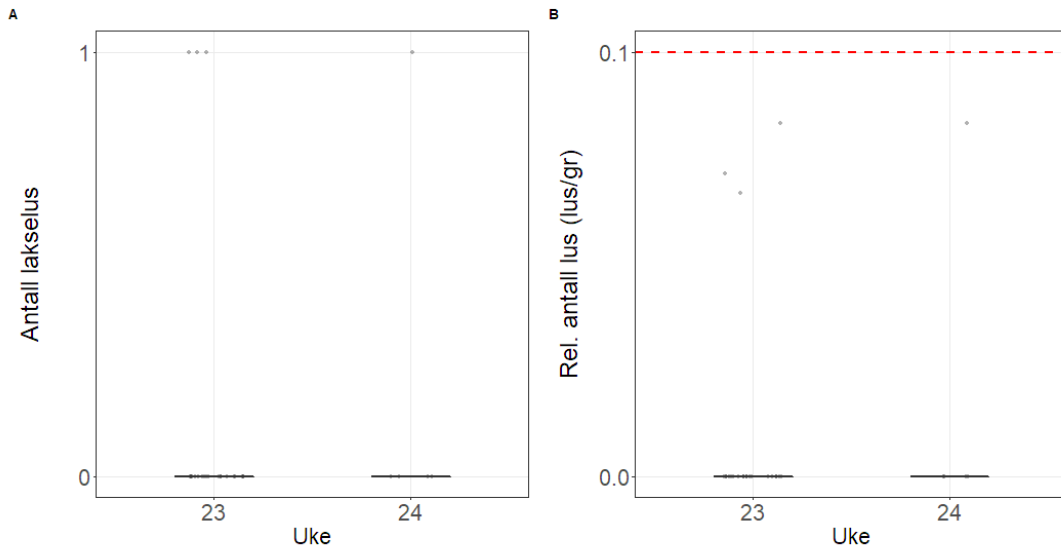 A
B
Antall lakselus
1
0
23
24
Uke
Rel. antall lus (lus/gr)
0.1
0.0
23
24
Uke